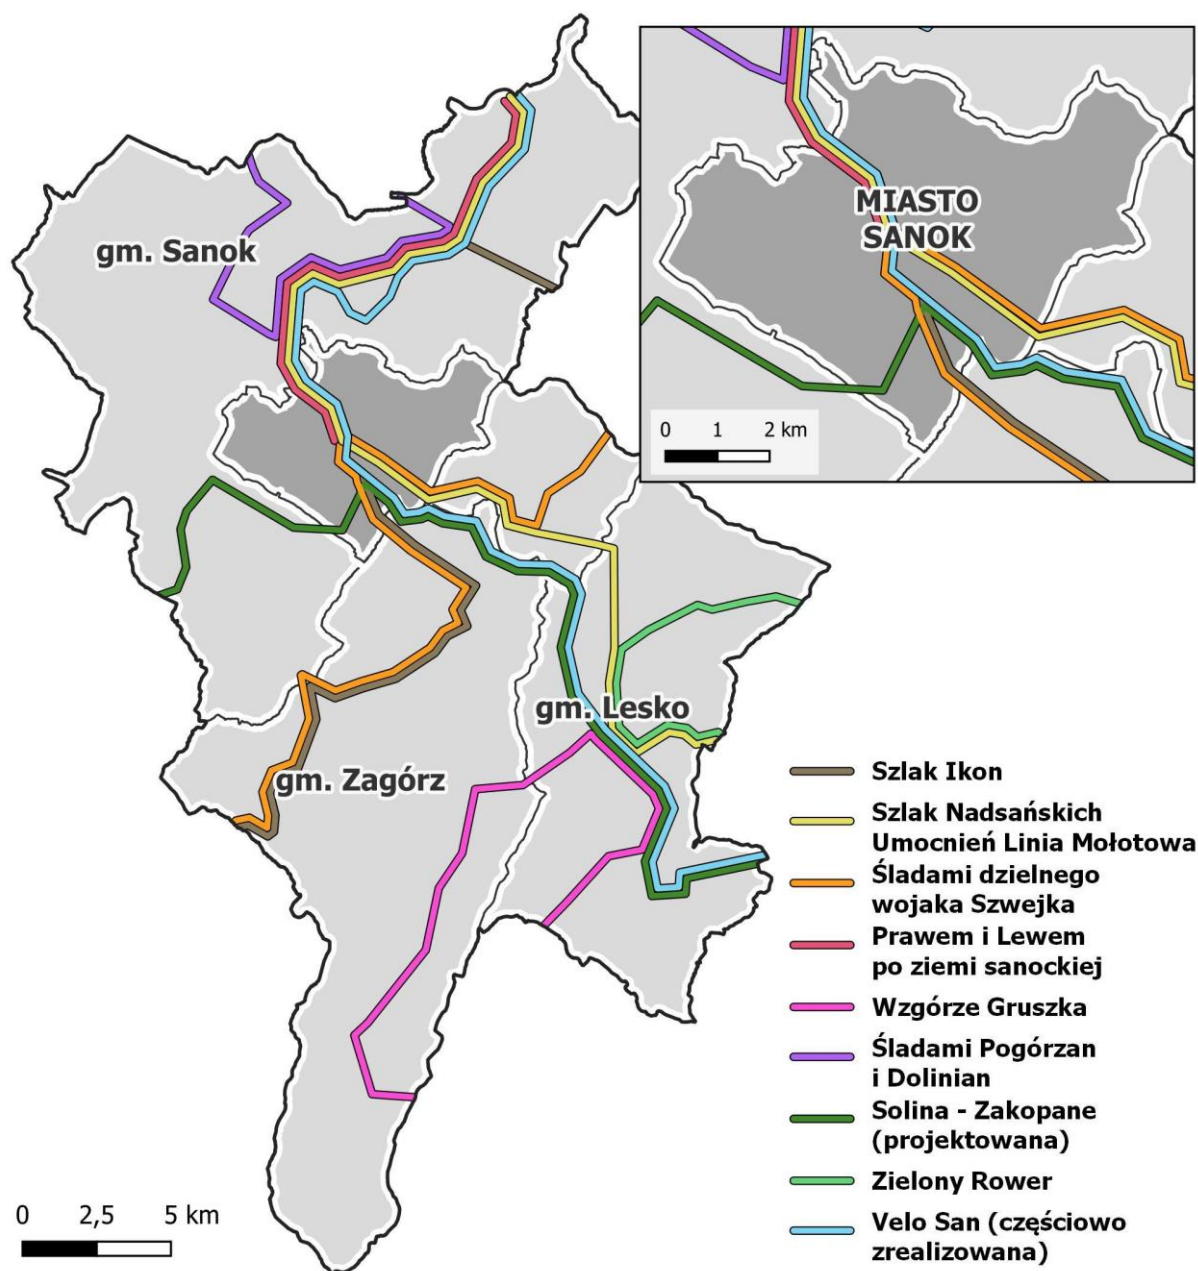 MIASTO
SANOK
0 1 2 km
gm. Sanok
gm. Lesko
gm. Zagórz
Szlak Ikon
Szlak Nadsańskich
Umocnień Linia Mołotowa
Śladami dzielnego
wojaka Szwejka
Prawem i Lewem
po ziemi sanockiej
Wzgórze Gruszka
Śladami Pogórzan
i Dolinian
Solina - Zakopane
(projektowana)
Zielony Rower
Velo San (częściowo
zrealizowana)
0 2,5 5 km